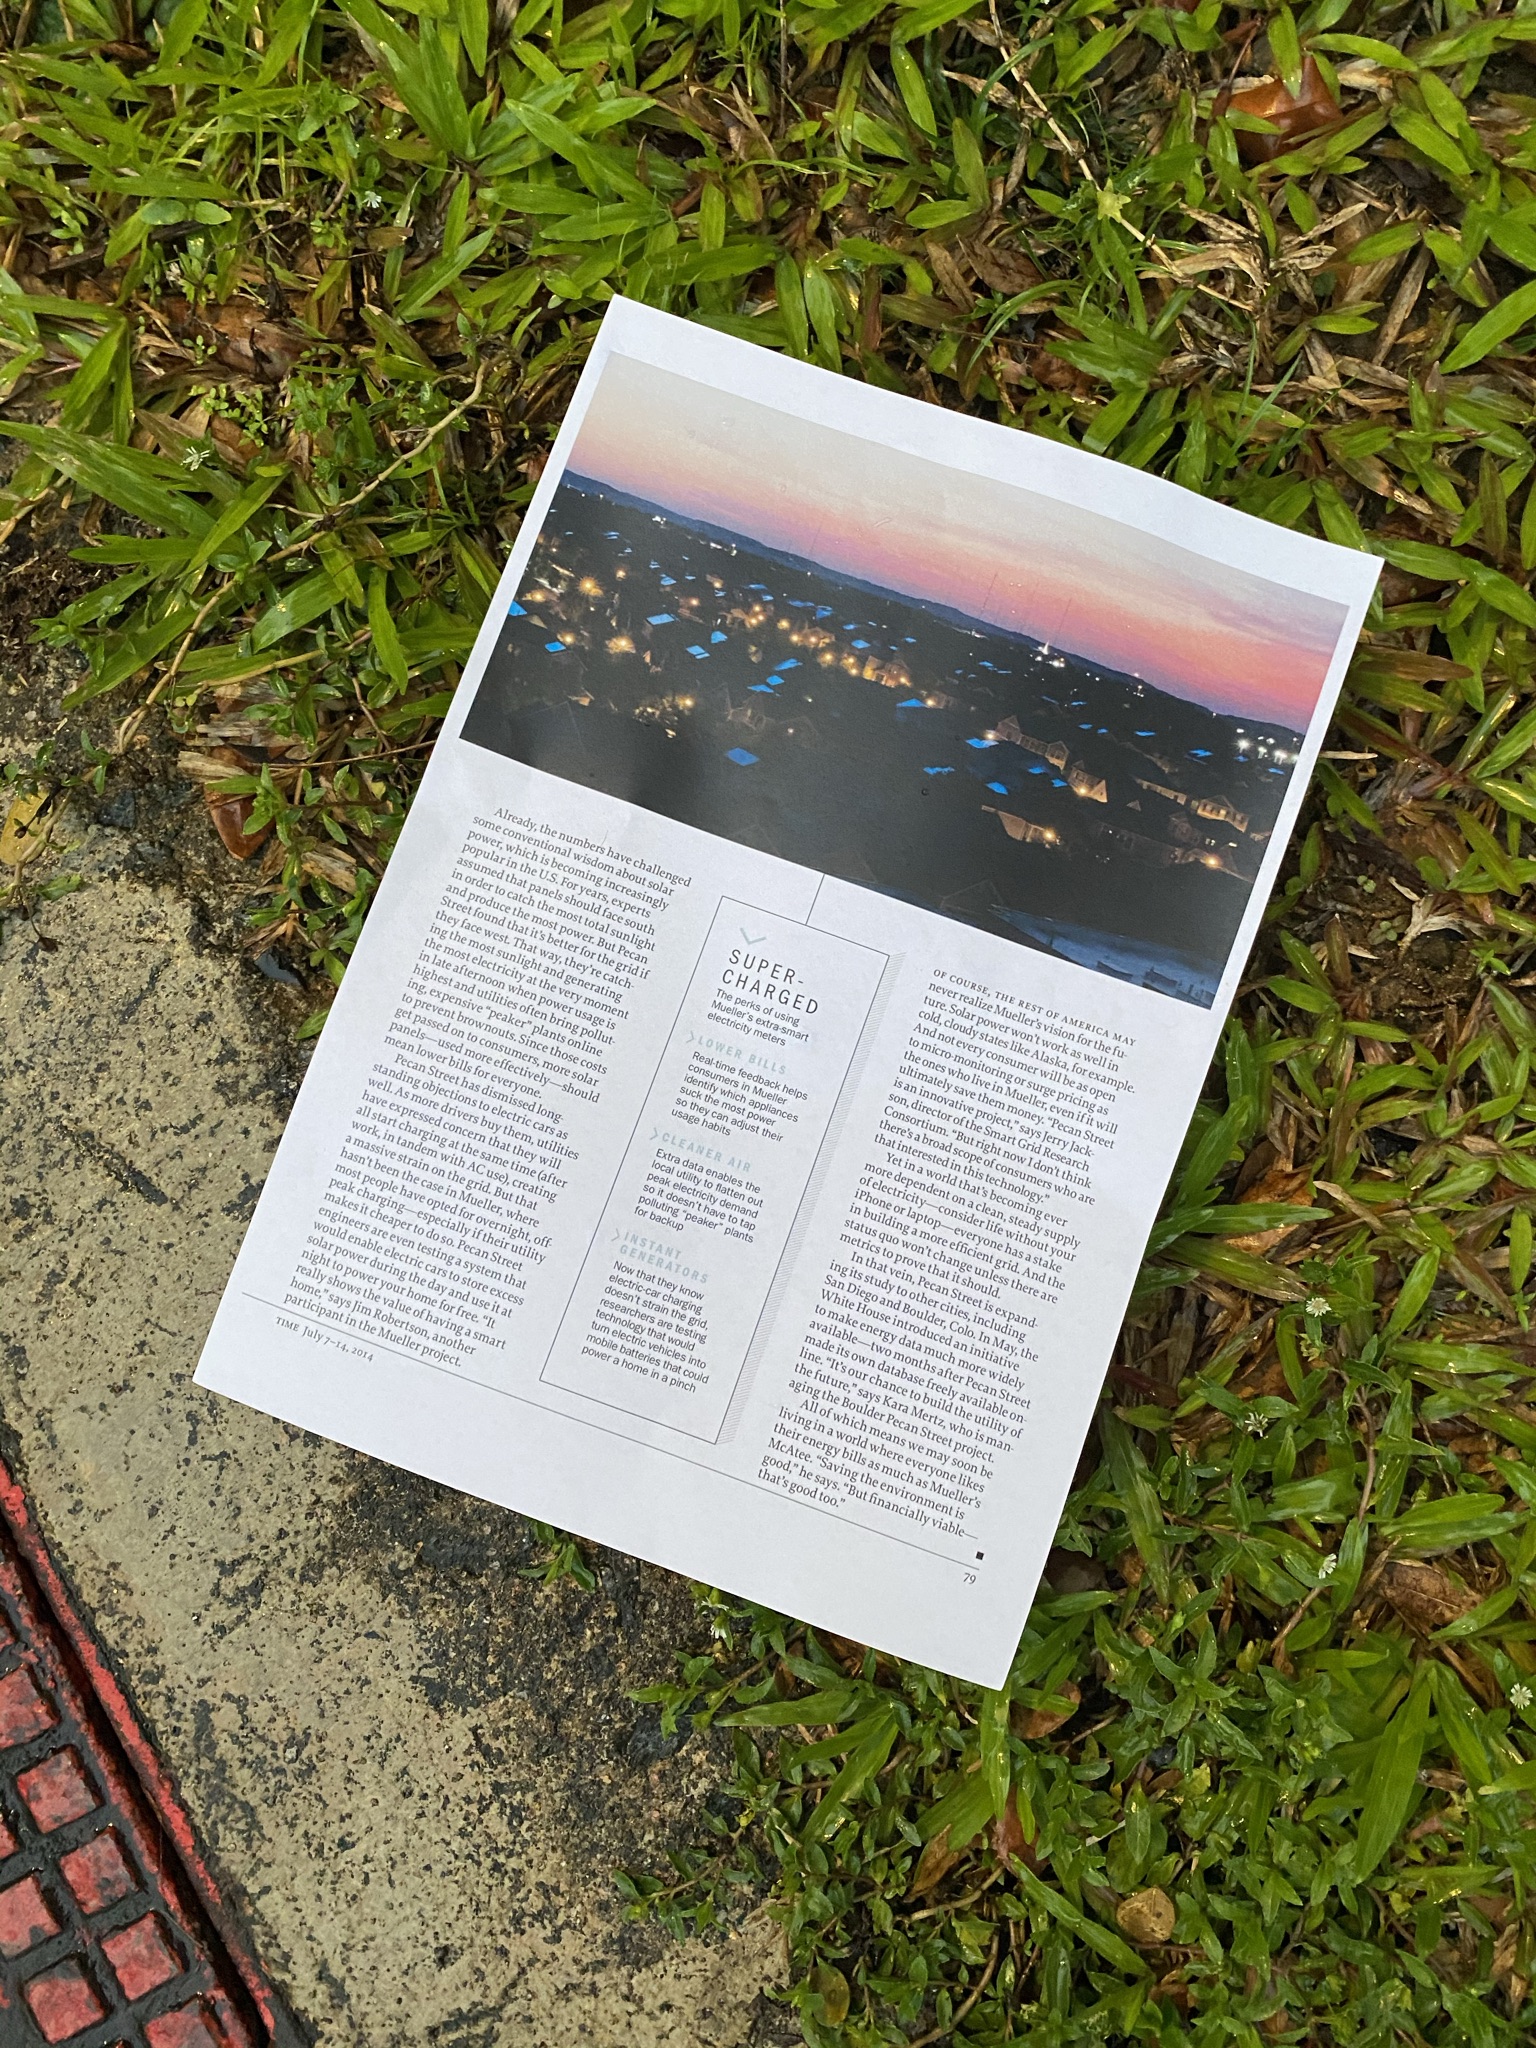 Already, the numbers have challenged
some conventional wisdom about solar
power, which is becoming increasingly
popular in the U.S. For years, experts
assumed that panels should face south
in order to catch the most total sunlight
and produce the most power. But Pecan
Street found that it's better for the grid if
they face west. That way, they're catch-
ing the most sunlight and generating
the most electricity at the very moment
in late afternoon when power usage is
highest and utilities often bring pollut-
ing, expensive "peaker" plants online
to prevent brownouts. Since those costs
get passed on to consumers, more solar
panels—used more effectively—should
mean lower bills for everyone.
Pecan Street has dismissed long-
standing objections to electric cars as
well. As more drivers buy them, utilities
have expressed concern that they will
all start charging at the same time (after
work, in tandem with AC use), creating
a massive strain on the grid. But that
hasn't been the case in Mueller, where
most people have opted for overnight, off-
peak charging—especially if their utility
makes it cheaper to do so. Pecan Street
engineers are even testing a system that
would enable electric cars to store excess
solar power during the day and use it at
night to power your home for free. "It
really shows the value of having a smart
home," says Jim Robertson, another
participant in the Mueller project.
SUPER-
CHARGED
The perks of using
Mueller's extra-smart
electricity meters
LOWER BILLS
Real-time feedback helps
consumers in Mueller
identify which appliances
suck the most power
so they can adjust their
usage habits
CLEANER AIR
Extra data enables the
local utility to flatten out
peak electricity demand
so it doesn't have to tap
polluting "peaker" plants
for backup
INSTANT
GENERATORS
Now that they know
electric-car charging
doesn't strain the grid,
researchers are testing
technology that would
turn electric vehicles into
mobile batteries that could
power a home in a pinch
OF COURSE, THE REST OF AMERICA MAY
never realize Mueller's vision for the fu-
ture. Solar power won't work as well in
cold, cloudy states like Alaska, for example.
And not every consumer will be as open
to micro-monitoring or surge pricing as
the ones who live in Mueller, even if it will
ultimately save them money. "Pecan Street
is an innovative project," says Jerry Jack-
son, director of the Smart Grid Research
Consortium. "But right now I don't think
there's a broad scope of consumers who are
that interested in this technology."
Yet in a world that's becoming ever
more dependent on a clean, steady supply
of electricity—consider life without your
iPhone or laptop—everyone has a stake
in building a more efficient grid. And the
status quo won't change unless there are
metrics to prove that it should.
In that vein, Pecan Street is expand-
ing its study to other cities, including
San Diego and Boulder, Colo. In May, the
White House introduced an initiative
to make energy data much more widely
available—two months after Pecan Street
made its own database freely available on-
line. "It's our chance to build the utility of
the future," says Kara Mertz, who is man-
aging the Boulder Pecan Street project.
All of which means we may soon be
living in a world where everyone likes
their energy bills as much as Mueller's
McAtee. "Saving the environment is
good," he says. "But financially viable—
that's good too."
TIME July 7–14, 2014
79